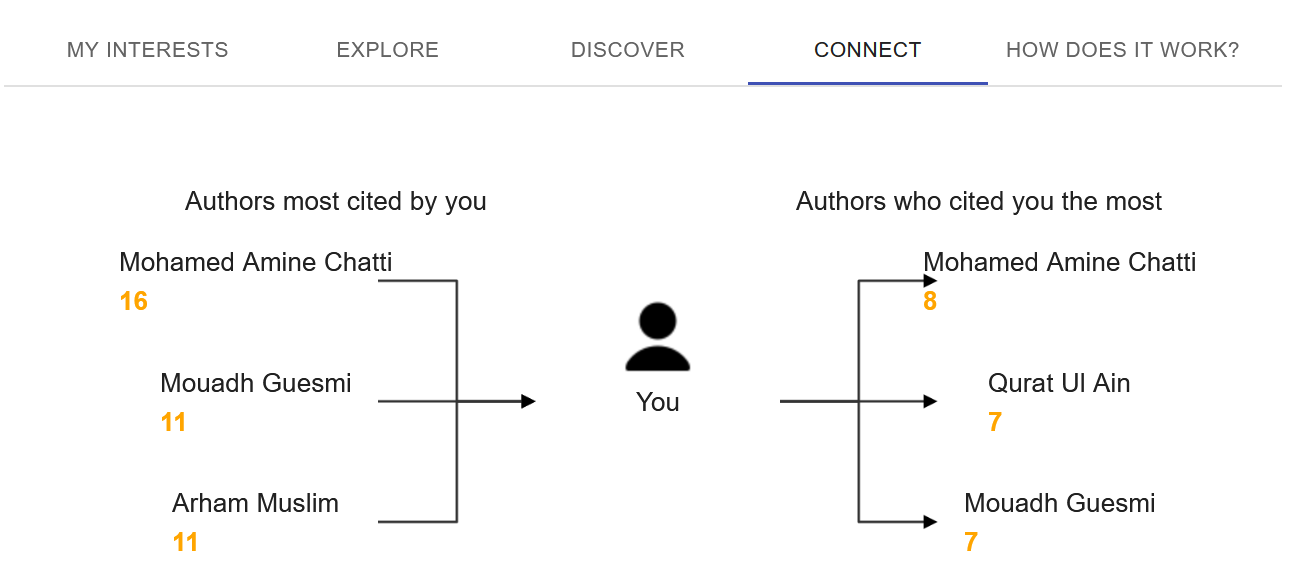 MY INTERESTS EXPLORE DISCOVER CONNECT HOW DOES IT WORK?
Authors most cited by you
Mohamed Amine Chatti
16
Mouadh Guesmi
11
Arham Muslim
11
You
Authors who cited you the most
Mohamed Amine Chatti
8
Qurat Ul Ain
7
Mouadh Guesmi
7